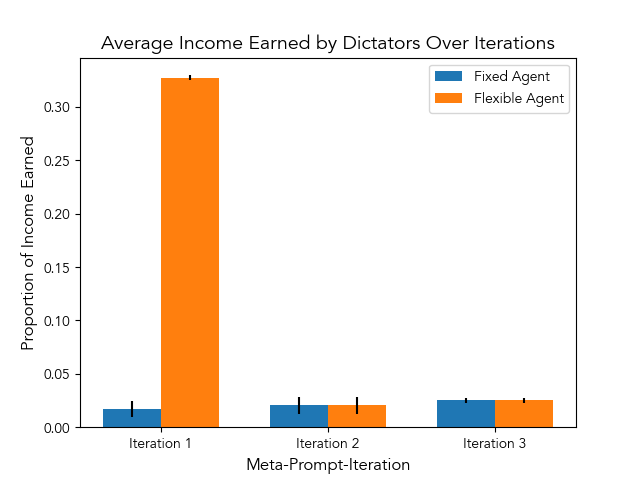 Average Income Earned by Dictators Over Iterations
Fixed Agent
Flexible Agent
Proportion of Income Earned
0.30
0.25
0.20
0.15
0.10
0.05
0.00
Iteration 1
Iteration 2
Iteration 3
Meta-Prompt-Iteration